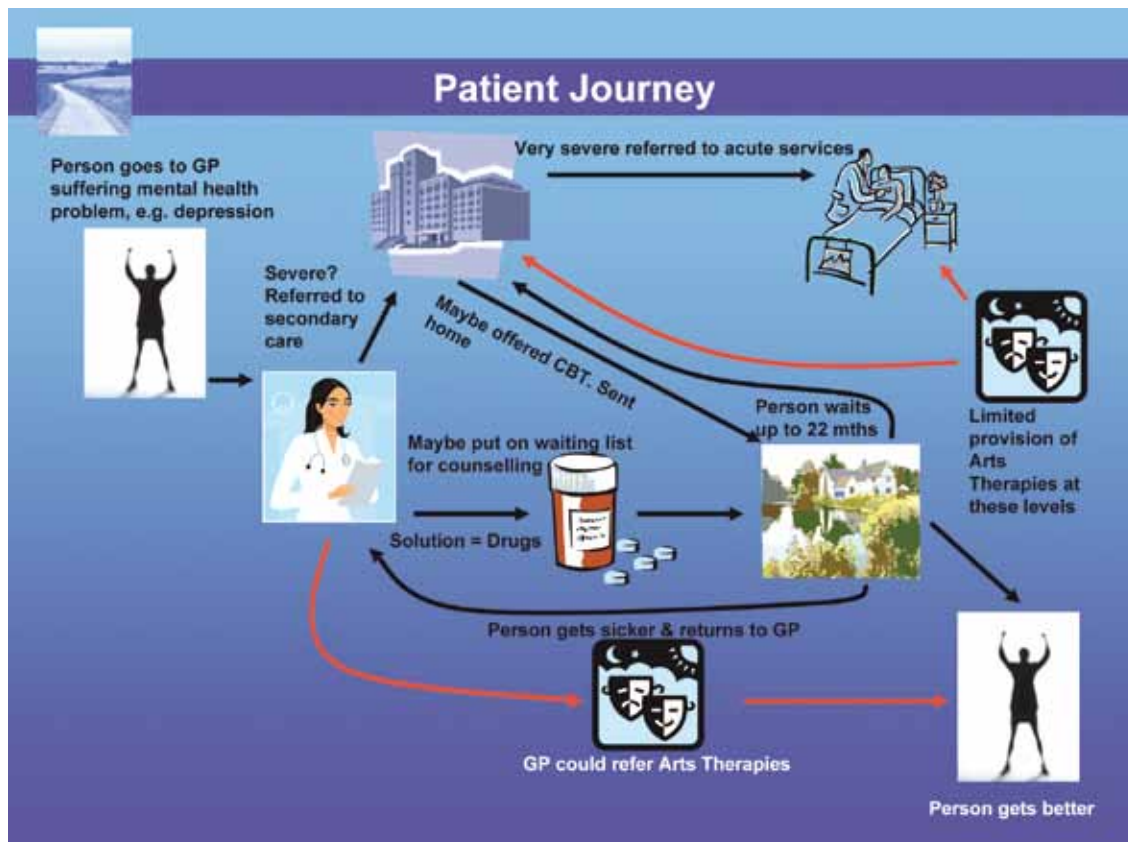 Patient Journey
Person goes to GP
suffering mental health
problem, e.g. depression
Very severe referred to acute services
Severe?
Referred to
secondary
care
Maybe offered CBT. Sent
home
Person waits
up to 22 mths
Limited
provision of
Arts
Therapies at
these levels
Maybe put on waiting list
for counselling
Solution = Drugs
Person gets sicker & returns to GP
GP could refer Arts Therapies
Person gets better